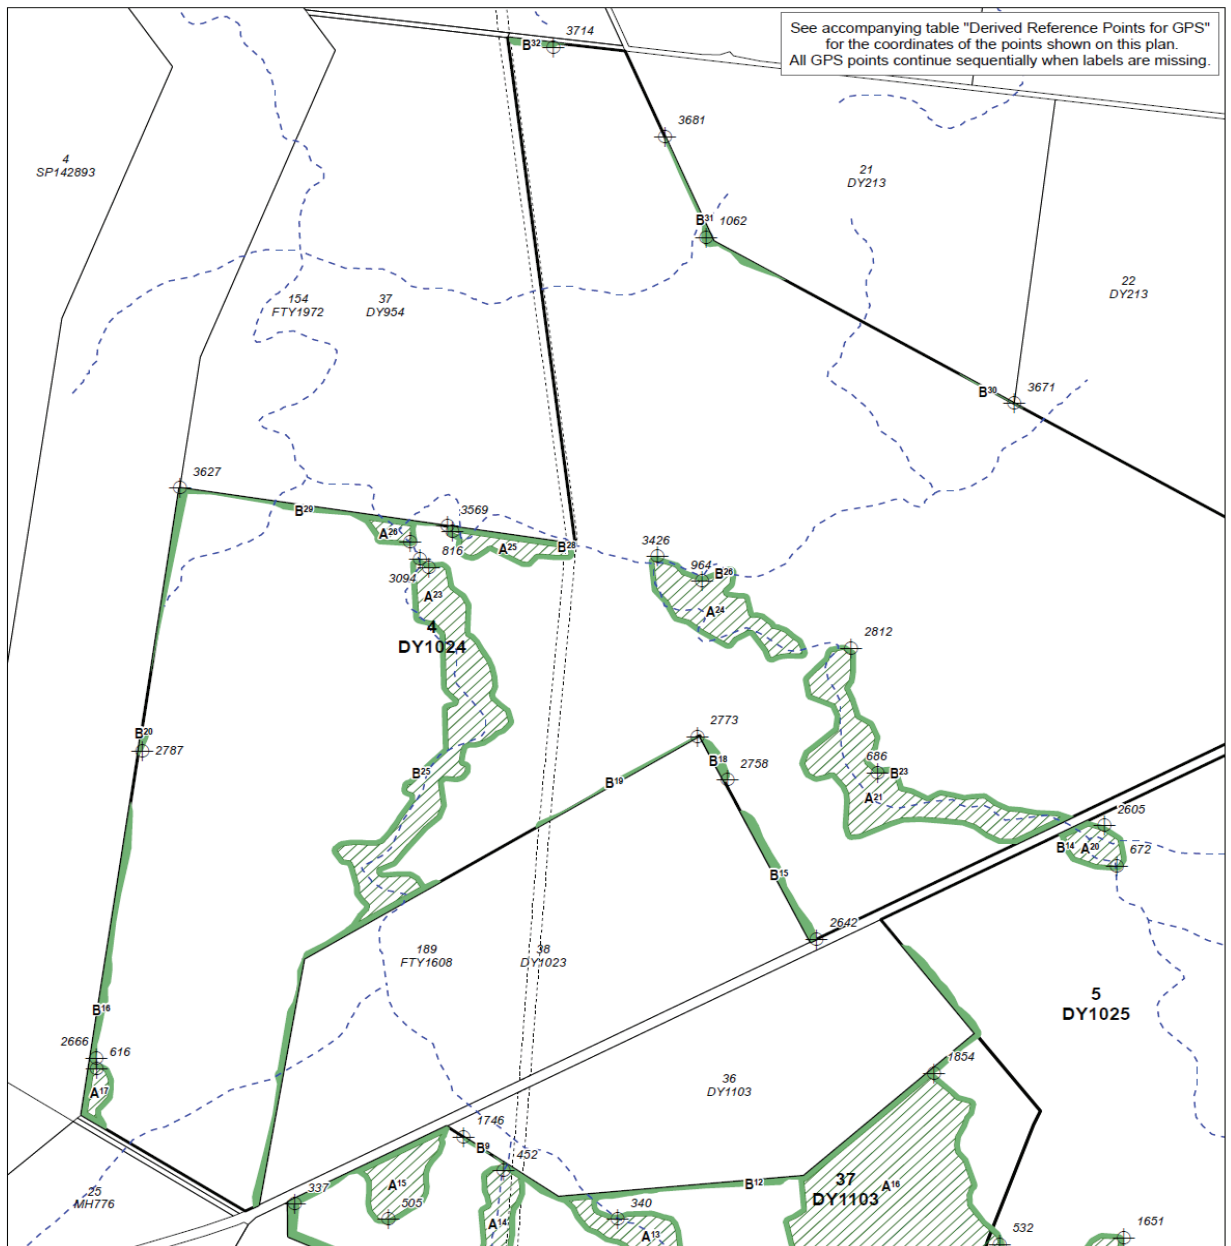 See accompanying table "Derived Reference Points for GPS"
for the coordinates of the points shown on this plan.
All GPS points continue sequentially when labels are missing.
B32
3714
3681
4
SP142893
21
DY213
B31
1062
22
DY213
154
FTY1972
37
DY954
B30
3671
3627
B29
3569
A26
816
A25
B28
3426
3094
964
B26
A23
A24
4
DY1024
2812
B20
2787
2773
B18
2758
686
B23
B25
B19
A21
2605
B14
A20
672
B15
2642
189
FTY1608
38
DY1023
5
DY1025
B16
2666
616
A17
1854
36
DY1103
1746
B9
452
25
MH776
337
A15
505
B12
37
DY1103
A16
A14
340
A13
532
1651